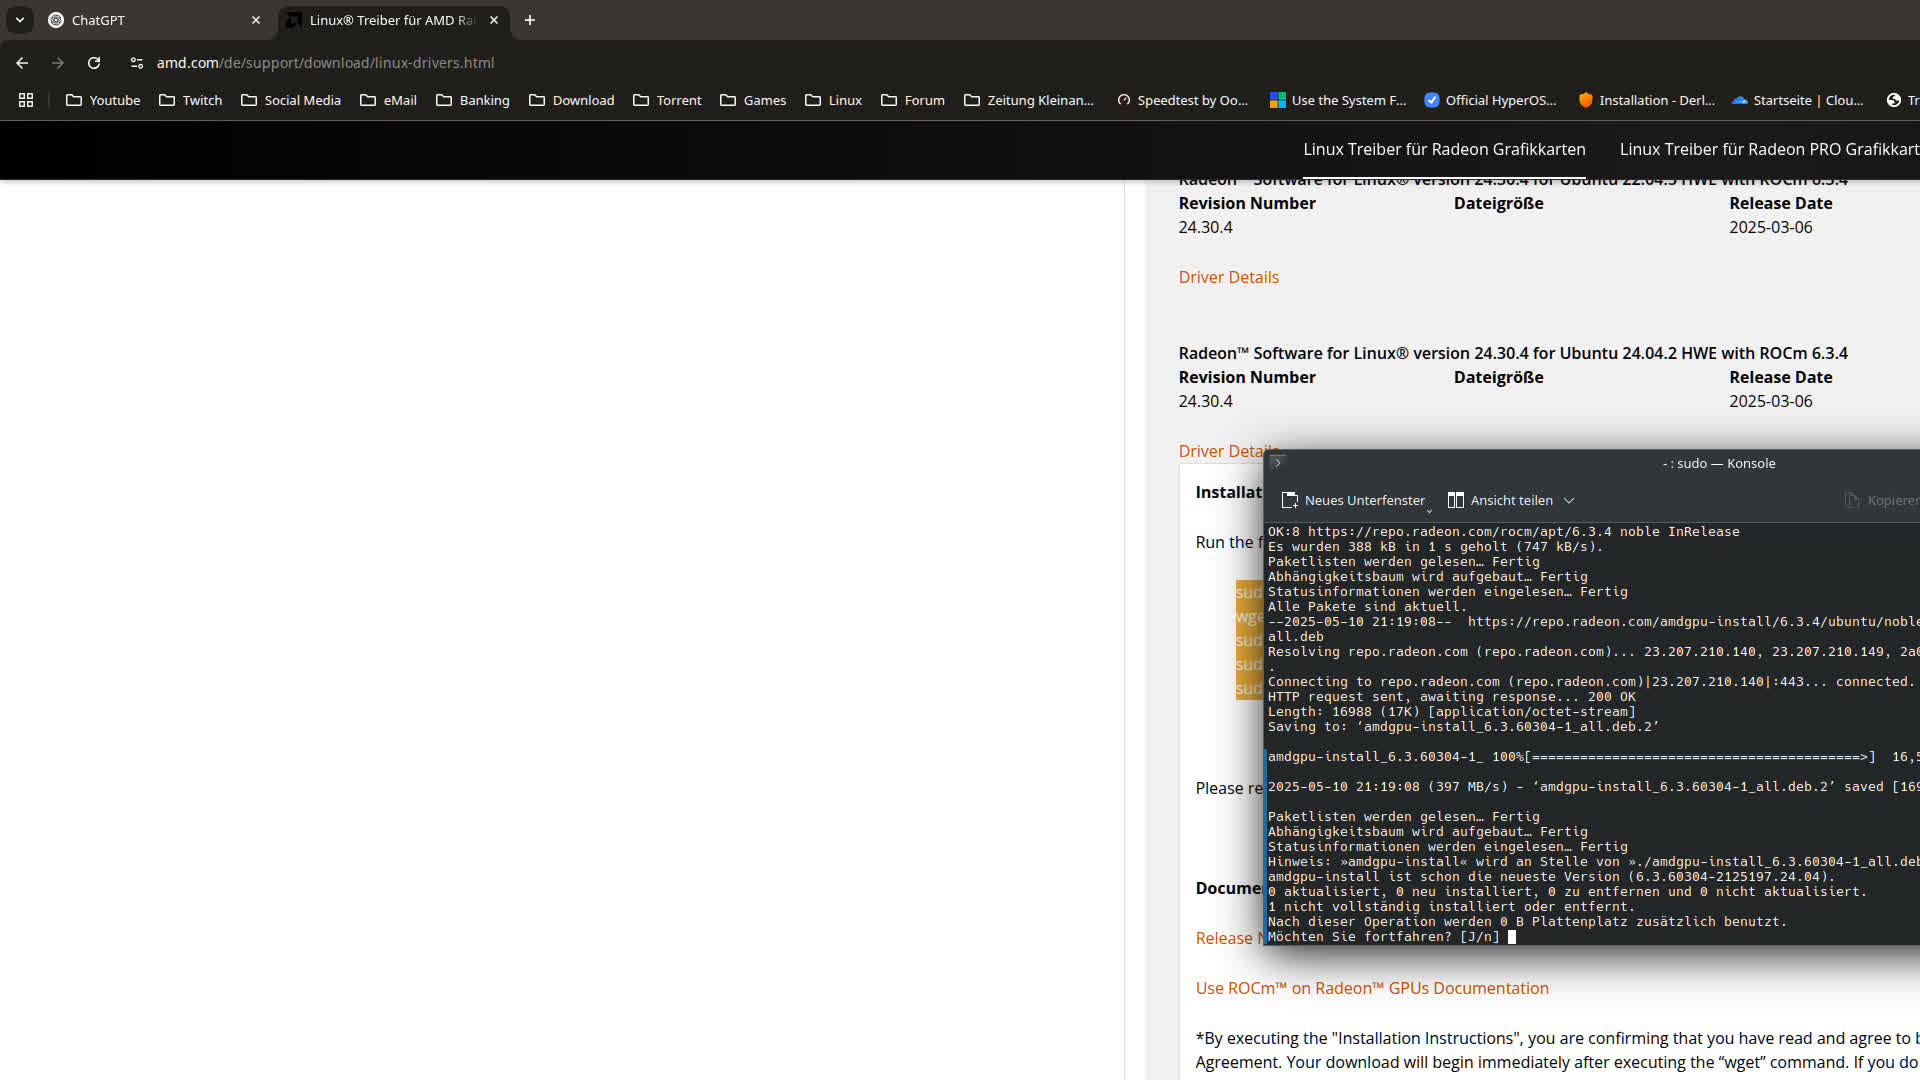 ChatGPT
Linux® Treiber für AMD Ra
amd.com/de/support/download/linux-drivers.html
Youtube Twitch Social Media eMail Banking Download Torrent Games Linux Forum Zeitung Kleinan... Speedtest by Oo... Use the System F... Official HyperOS... Installation - Derl... Startseite | Clou... Tr
Linux Treiber für Radeon Grafikkarten Linux Treiber für Radeon PRO Grafikkart
Radeon™ Software for Linux® version 24.30.4 for Ubuntu 22.04.5 HWE with ROCm 6.3.4
Revision Number Dateigröße Release Date
24.30.4 2025-03-06
Driver Details
Radeon™ Software for Linux® version 24.30.4 for Ubuntu 24.04.2 HWE with ROCm 6.3.4
Revision Number Dateigröße Release Date
24.30.4 2025-03-06
Driver Details
Installat
Run the f
sud
wge
sud
sud
sud
Please re
Docume
Release N
Use ROCm™ on Radeon™ GPUs Documentation
*By executing the "Installation Instructions", you are confirming that you have read and agree to b
Agreement. Your download will begin immediately after executing the “wget” command. If you do
- : sudo — Konsole
Neues Unterfenster Ansicht teilen Kopieren
OK:8 https://repo.radeon.com/rocm/apt/6.3.4 noble InRelease
Es wurden 388 kB in 1 s geholt (747 kB/s).
Paketlisten werden gelesen… Fertig
Abhängigkeitsbaum wird aufgebaut… Fertig
Statusinformationen werden eingelesen… Fertig
Alle Pakete sind aktuell.
--2025-05-10 21:19:08-- https://repo.radeon.com/amdgpu-install/6.3.4/ubuntu/noble
all.deb
Resolving repo.radeon.com (repo.radeon.com)... 23.207.210.140, 23.207.210.149, 2a0
.
Connecting to repo.radeon.com (repo.radeon.com)|23.207.210.140|:443... connected.
HTTP request sent, awaiting response... 200 OK
Length: 16988 (17K) [application/octet-stream]
Saving to: ‘amdgpu-install_6.3.60304-1_all.deb.2’
amdgpu-install_6.3.60304-1_ 100%[=========================================>] 16,5
2025-05-10 21:19:08 (397 MB/s) - ‘amdgpu-install_6.3.60304-1_all.deb.2’ saved [169
Paketlisten werden gelesen… Fertig
Abhängigkeitsbaum wird aufgebaut… Fertig
Statusinformationen werden eingelesen… Fertig
Hinweis: »amdgpu-install« wird an Stelle von »./amdgpu-install_6.3.60304-1_all.deb
amdgpu-install ist schon die neueste Version (6.3.60304-2125197.24.04).
0 aktualisiert, 0 neu installiert, 0 zu entfernen und 0 nicht aktualisiert.
1 nicht vollständig installiert oder entfernt.
Nach dieser Operation werden 0 B Plattenplatz zusätzlich benutzt.
Möchten Sie fortfahren? [J/n]